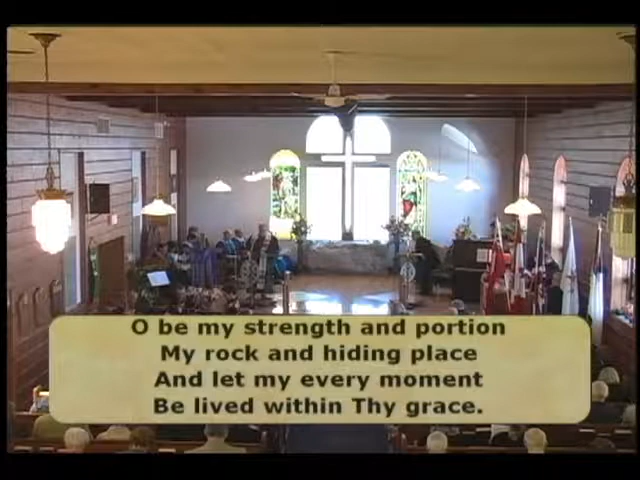 O be my strength and portion
My rock and hiding place
And let my every moment
Be lived within Thy grace.